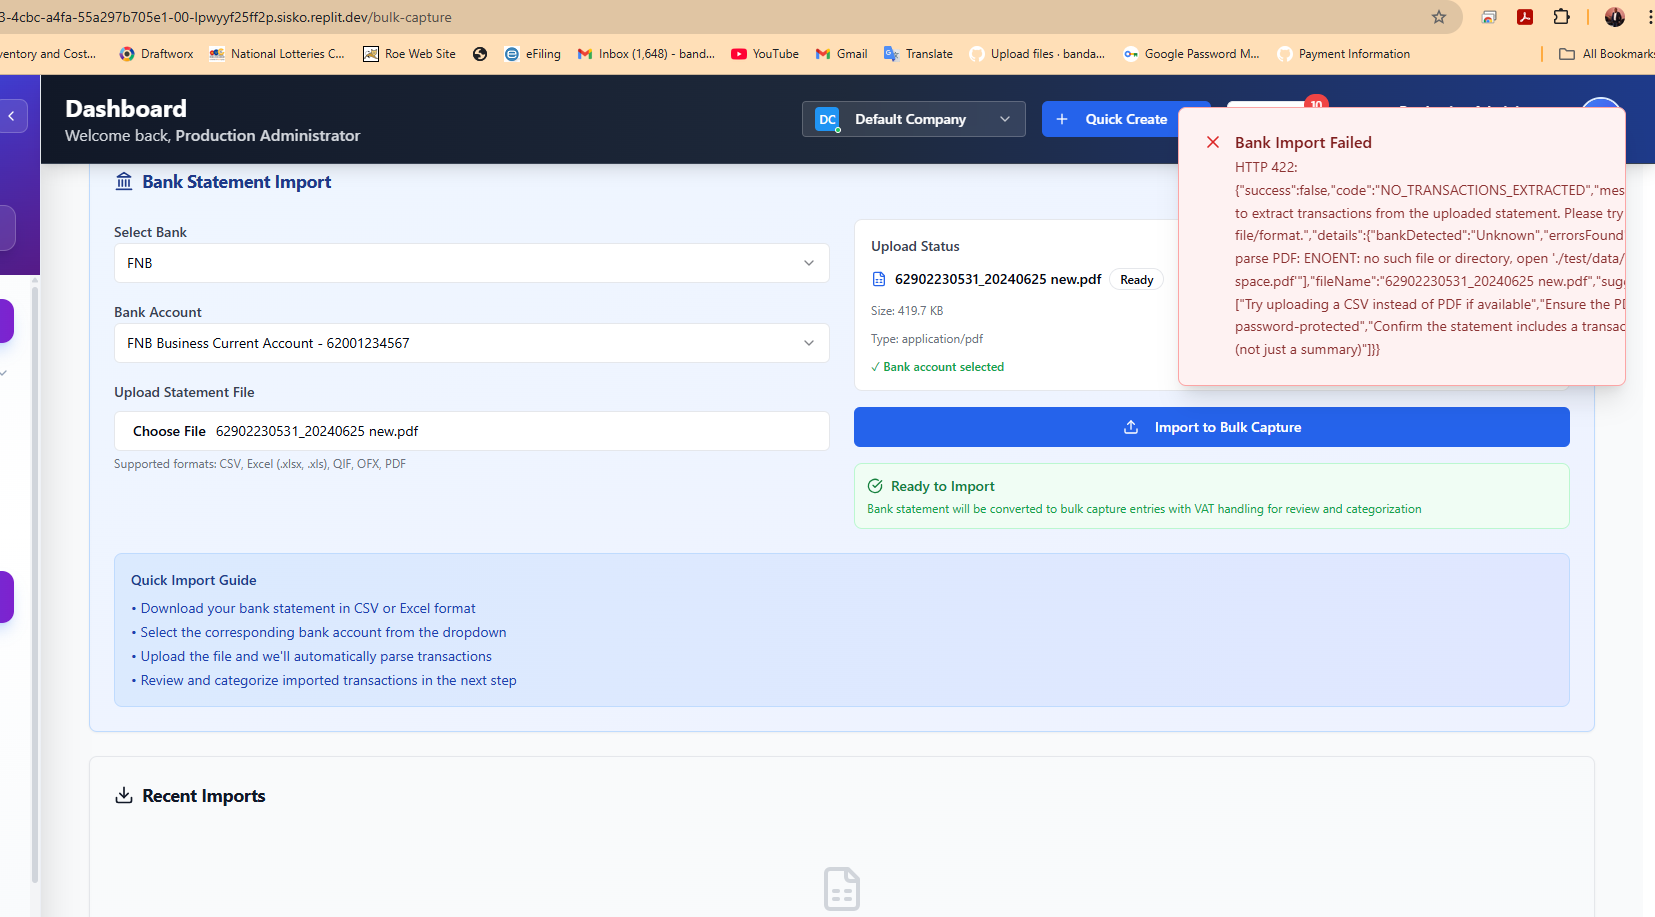 3-4cbc-a4fa-55a297b705e1-00-lpwyyf25ff2p.sisko.replit.dev/bulk-capture
ventory and Cost... Draftworx National Lotteries C... Roe Web Site eFiling Inbox (1,648) - band... YouTube Gmail Translate Upload files · banda... Google Password M... Payment Information All Bookmarks
Dashboard
Welcome back, Production Administrator
DC Default Company
+ Quick Create
10
Bank Import Failed
HTTP 422:
{"success":false,"code":"NO_TRANSACTIONS_EXTRACTED","mes
to extract transactions from the uploaded statement. Please try
file/format.","details":{"bankDetected":"Unknown","errorsFound
parse PDF: ENOENT: no such file or directory, open './test/data/
space.pdf'"],"fileName":"62902230531_20240625 new.pdf","sug
["Try uploading a CSV instead of PDF if available","Ensure the PD
password-protected","Confirm the statement includes a transac
(not just a summary)"]}}
Bank Statement Import
Select Bank
FNB
Bank Account
FNB Business Current Account - 62001234567
Upload Statement File
Choose File 62902230531_20240625 new.pdf
Supported formats: CSV, Excel (.xlsx, .xls), QIF, OFX, PDF
Upload Status
62902230531_20240625 new.pdf Ready
Size: 419.7 KB
Type: application/pdf
✓ Bank account selected
Import to Bulk Capture
Ready to Import
Bank statement will be converted to bulk capture entries with VAT handling for review and categorization
Quick Import Guide
• Download your bank statement in CSV or Excel format
• Select the corresponding bank account from the dropdown
• Upload the file and we'll automatically parse transactions
• Review and categorize imported transactions in the next step
Recent Imports